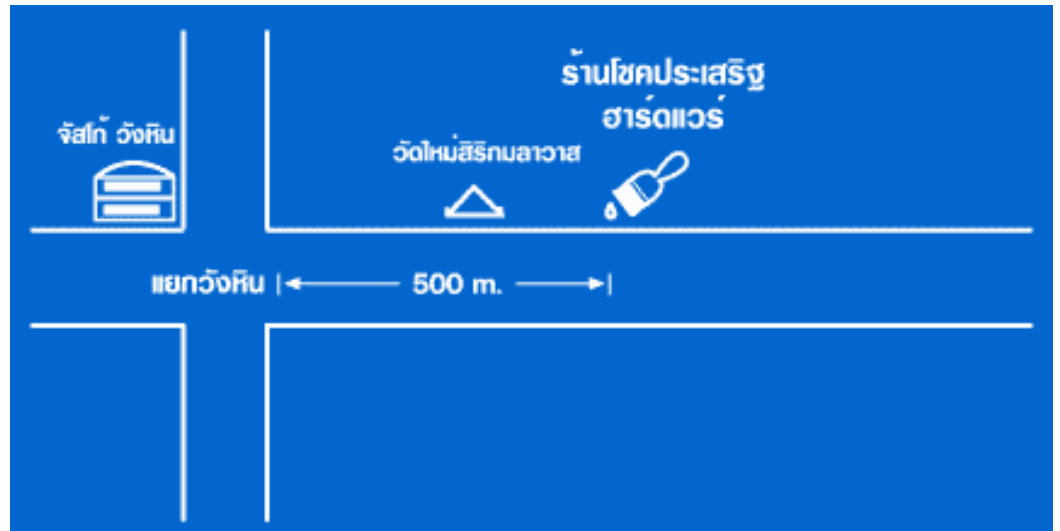 ร้านโชคประเสริฐ
ฮาร์ดแวร์
จัสโก้ วังหิน
วัดใหม่สิริกมลาวาส
แยกวังหิน
500 m.